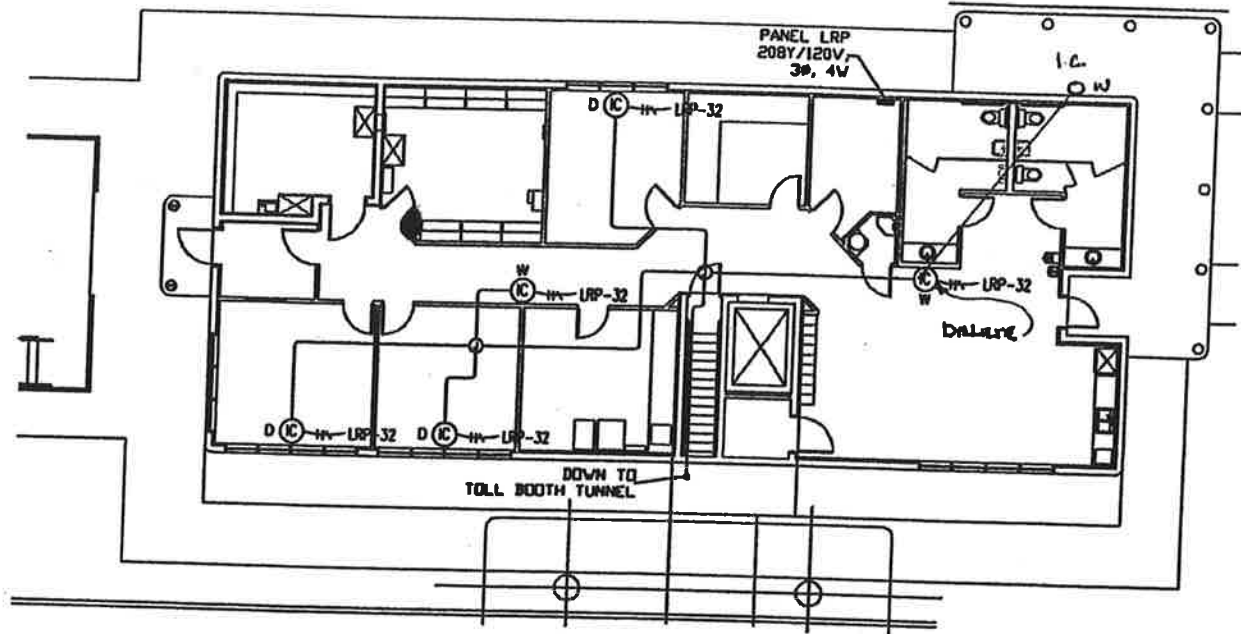 PANEL LRP
208Y/120V,
3ø, 4W
I.C.
W
D IC LRP-32
W
IC LRP-32
IC LRP-32
W
D IC LRP-32
D IC LRP-32
DOWN TO
TOLL BOOTH TUNNEL